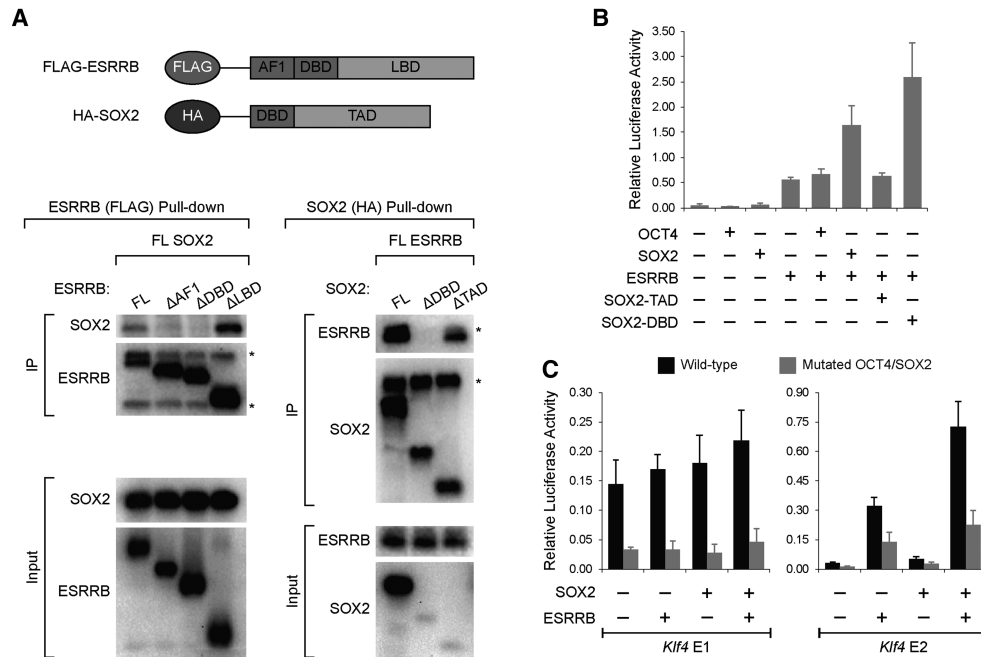 A
FLAG-ESRRB
FLAG
AF1
DBD
LBD
HA-SOX2
HA
DBD
TAD
ESRRB (FLAG) Pull-down
FL SOX2
ESRRB:
FL
ΔAF1
ΔDBD
ΔLBD
IP
SOX2
ESRRB
*
*
Input
SOX2
ESRRB
SOX2 (HA) Pull-down
FL ESRRB
SOX2:
FL
ΔDBD
ΔTAD
IP
ESRRB
*
SOX2
*
Input
ESRRB
SOX2
B
Relative Luciferase Activity
3.50
3.00
2.50
2.00
1.50
1.00
0.50
0.00
OCT4 – + – – + – – –
SOX2 – – + – – + – –
ESRRB – – – + + + + +
SOX2-TAD – – – – – – + –
SOX2-DBD – – – – – – – +
C
Wild-type
Mutated OCT4/SOX2
Relative Luciferase Activity
0.30
0.25
0.20
0.15
0.10
0.05
0.00
0.90
0.75
0.60
0.45
0.30
0.15
0.00
SOX2 – – + + – – + +
ESRRB – + – + – + – +
Klf4 E1
Klf4 E2